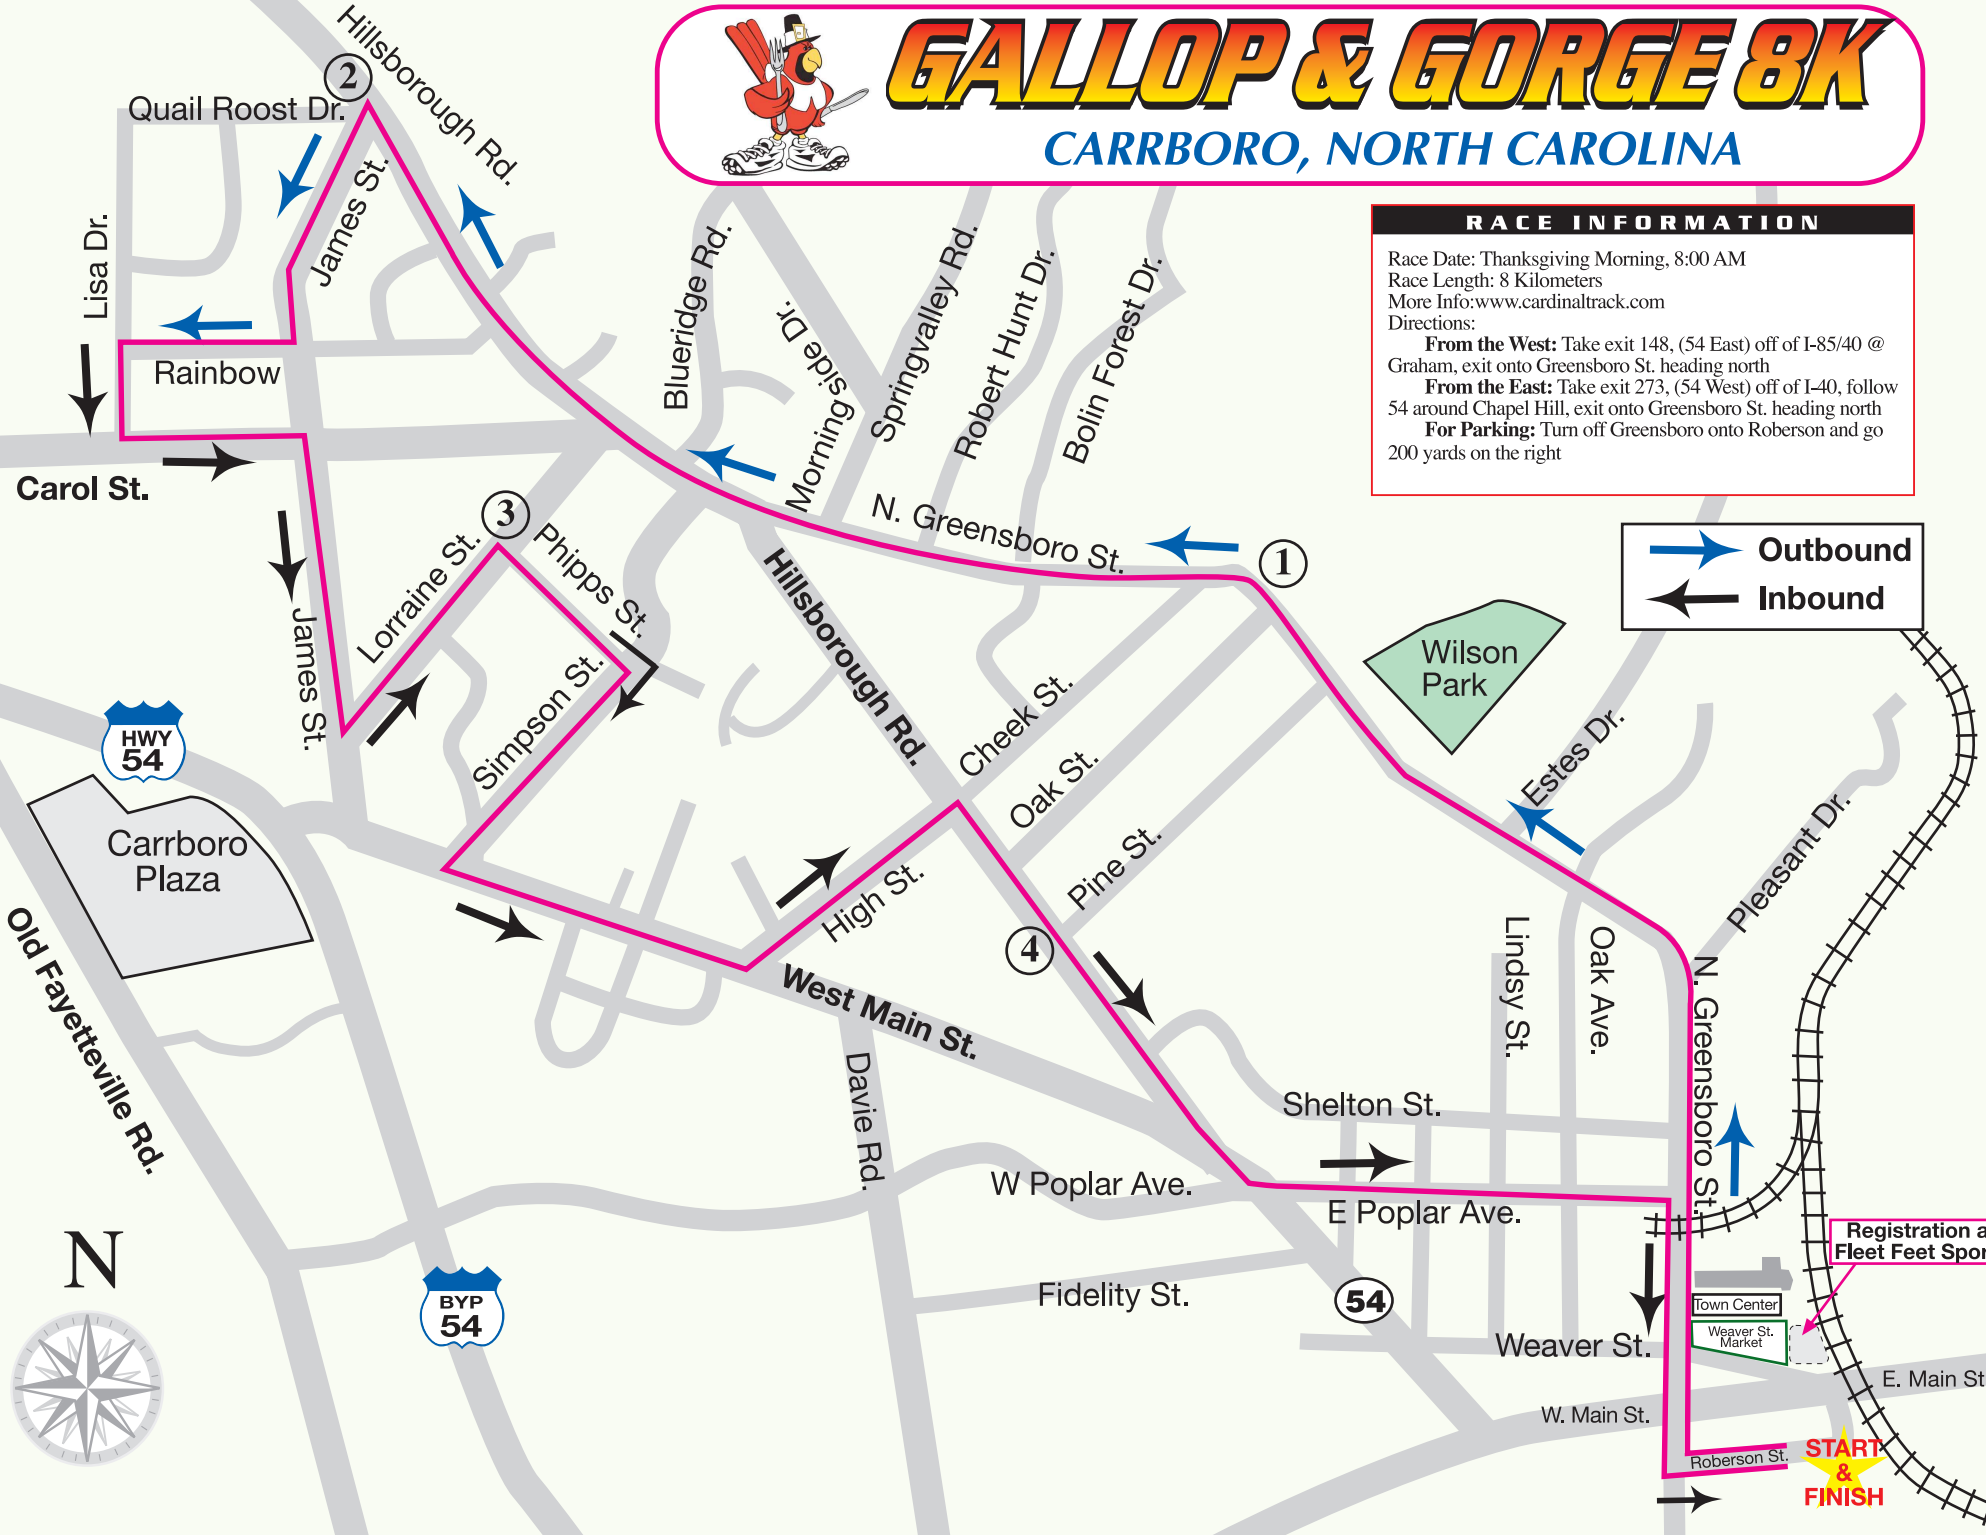 GALLOP & GORGE 8K
CARRBORO, NORTH CAROLINA
RACE INFORMATION
Race Date: Thanksgiving Morning, 8:00 AM
Race Length: 8 Kilometers
More Info:www.cardinaltrack.com
Directions:
From the West: Take exit 148, (54 East) off of I-85/40 @
Graham, exit onto Greensboro St. heading north
From the East: Take exit 273, (54 West) off of I-40, follow
54 around Chapel Hill, exit onto Greensboro St. heading north
For Parking: Turn off Greensboro onto Roberson and go
200 yards on the right
Outbound
Inbound
Hillsborough Rd.
2
Quail Roost Dr.
James St.
Lisa Dr.
Rainbow
Carol St.
Blueridge Rd.
Morning side Dr.
Springvalley Rd.
Robert Hunt Dr.
Bolin Forest Dr.
N. Greensboro St.
1
3
Phipps St.
Lorraine St.
James St.
Simpson St.
Hillsborough Rd.
Wilson
Park
Cheek St.
Oak St.
Pine St.
Estes Dr.
Pleasant Dr.
HWY
54
Carrboro
Plaza
Old Fayetteville Rd.
High St.
4
West Main St.
Davie Rd.
Lindsy St.
Oak Ave.
N. Greensboro St.
Shelton St.
W Poplar Ave.
E Poplar Ave.
Fidelity St.
54
N
BYP
54
Registration a
Fleet Feet Spor
Town Center
Weaver St.
Market
Weaver St.
E. Main St
W. Main St.
Roberson St.
START
&
FINISH